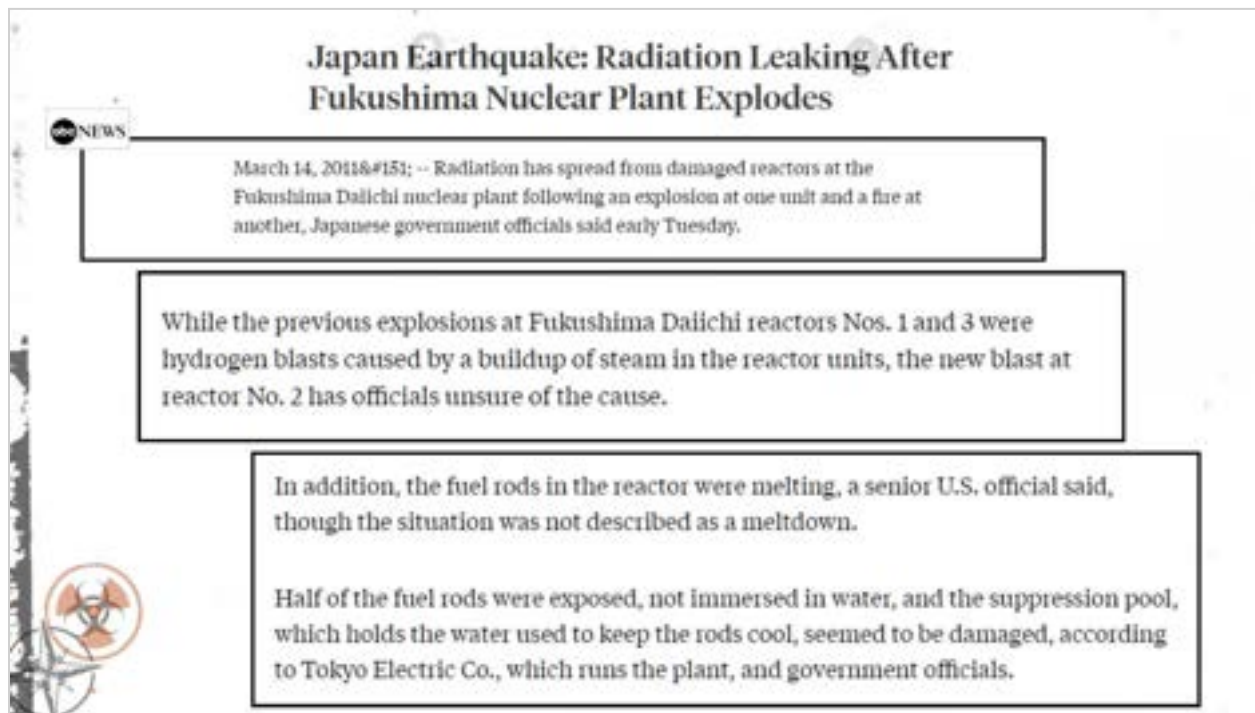 Japan Earthquake: Radiation Leaking After
Fukushima Nuclear Plant Explodes
abc NEWS
March 14, 2011&#151; -- Radiation has spread from damaged reactors at the
Fukushima Daiichi nuclear plant following an explosion at one unit and a fire at
another, Japanese government officials said early Tuesday.
While the previous explosions at Fukushima Daiichi reactors Nos. 1 and 3 were
hydrogen blasts caused by a buildup of steam in the reactor units, the new blast at
reactor No. 2 has officials unsure of the cause.
In addition, the fuel rods in the reactor were melting, a senior U.S. official said,
though the situation was not described as a meltdown.
Half of the fuel rods were exposed, not immersed in water, and the suppression pool,
which holds the water used to keep the rods cool, seemed to be damaged, according
to Tokyo Electric Co., which runs the plant, and government officials.